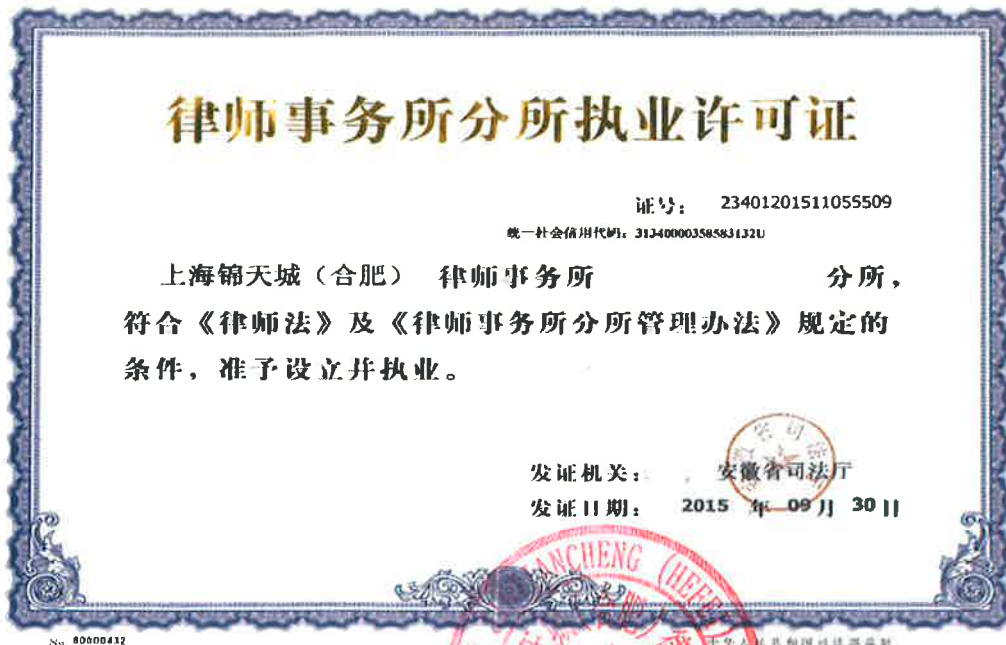 律师事务所分所执业许可证
证号： 23401201511055509
统一社会信用代码：31340000358583132U
上海锦天城（合肥） 律师事务所 分所，
符合《律师法》及《律师事务所分所管理办法》规定的
条件，准予设立并执业。
发证机关： 安徽省司法厅
发证日期： 2015 年 09 月 30 日
ANCHENG (HEFEI)
No. 80000432